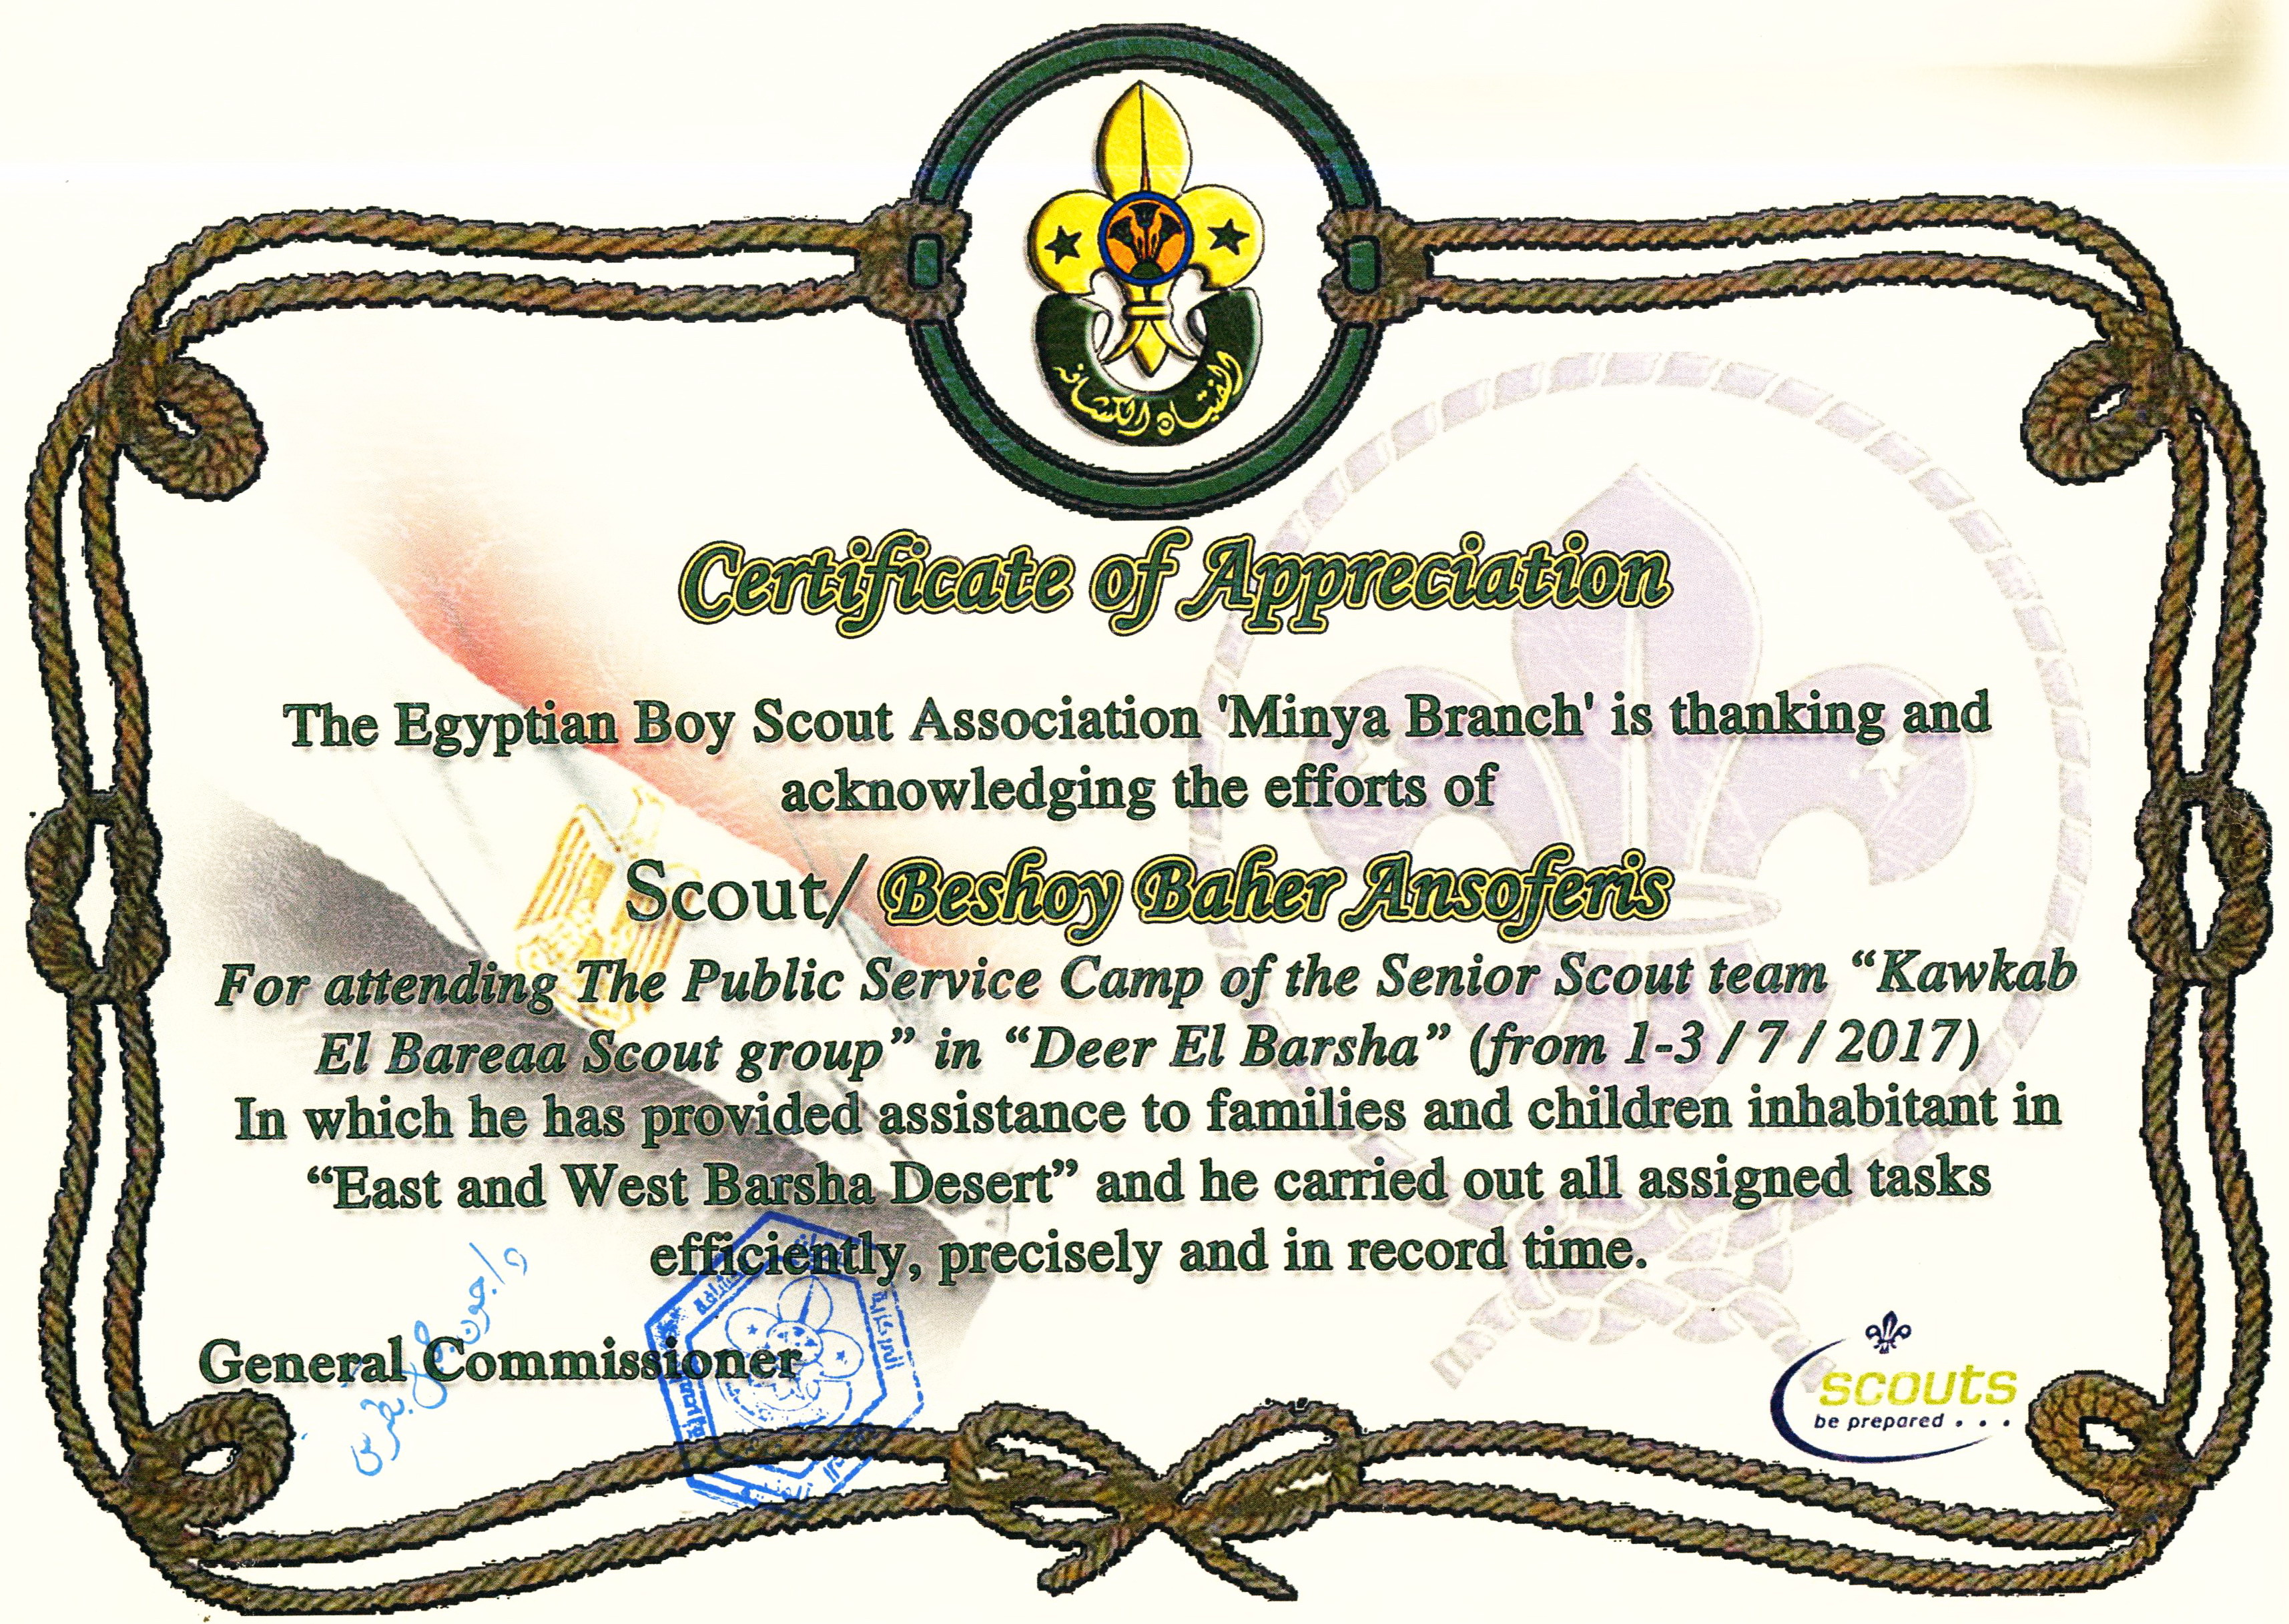 الفتيان الكشافة
Certificate of Appreciation
The Egyptian Boy Scout Association 'Minya Branch' is thanking and
acknowledging the efforts of
Scout/ Beshoy Baher Ansoferis
For attending The Public Service Camp of the Senior Scout team “Kawkab
El Bareaa Scout group” in “Deer El Barsha” (from 1-3 / 7 / 2017)
In which he has provided assistance to families and children inhabitant in
“East and West Barsha Desert” and he carried out all assigned tasks
efficiently, precisely and in record time.
General Commissioner
scouts
be prepared . . .